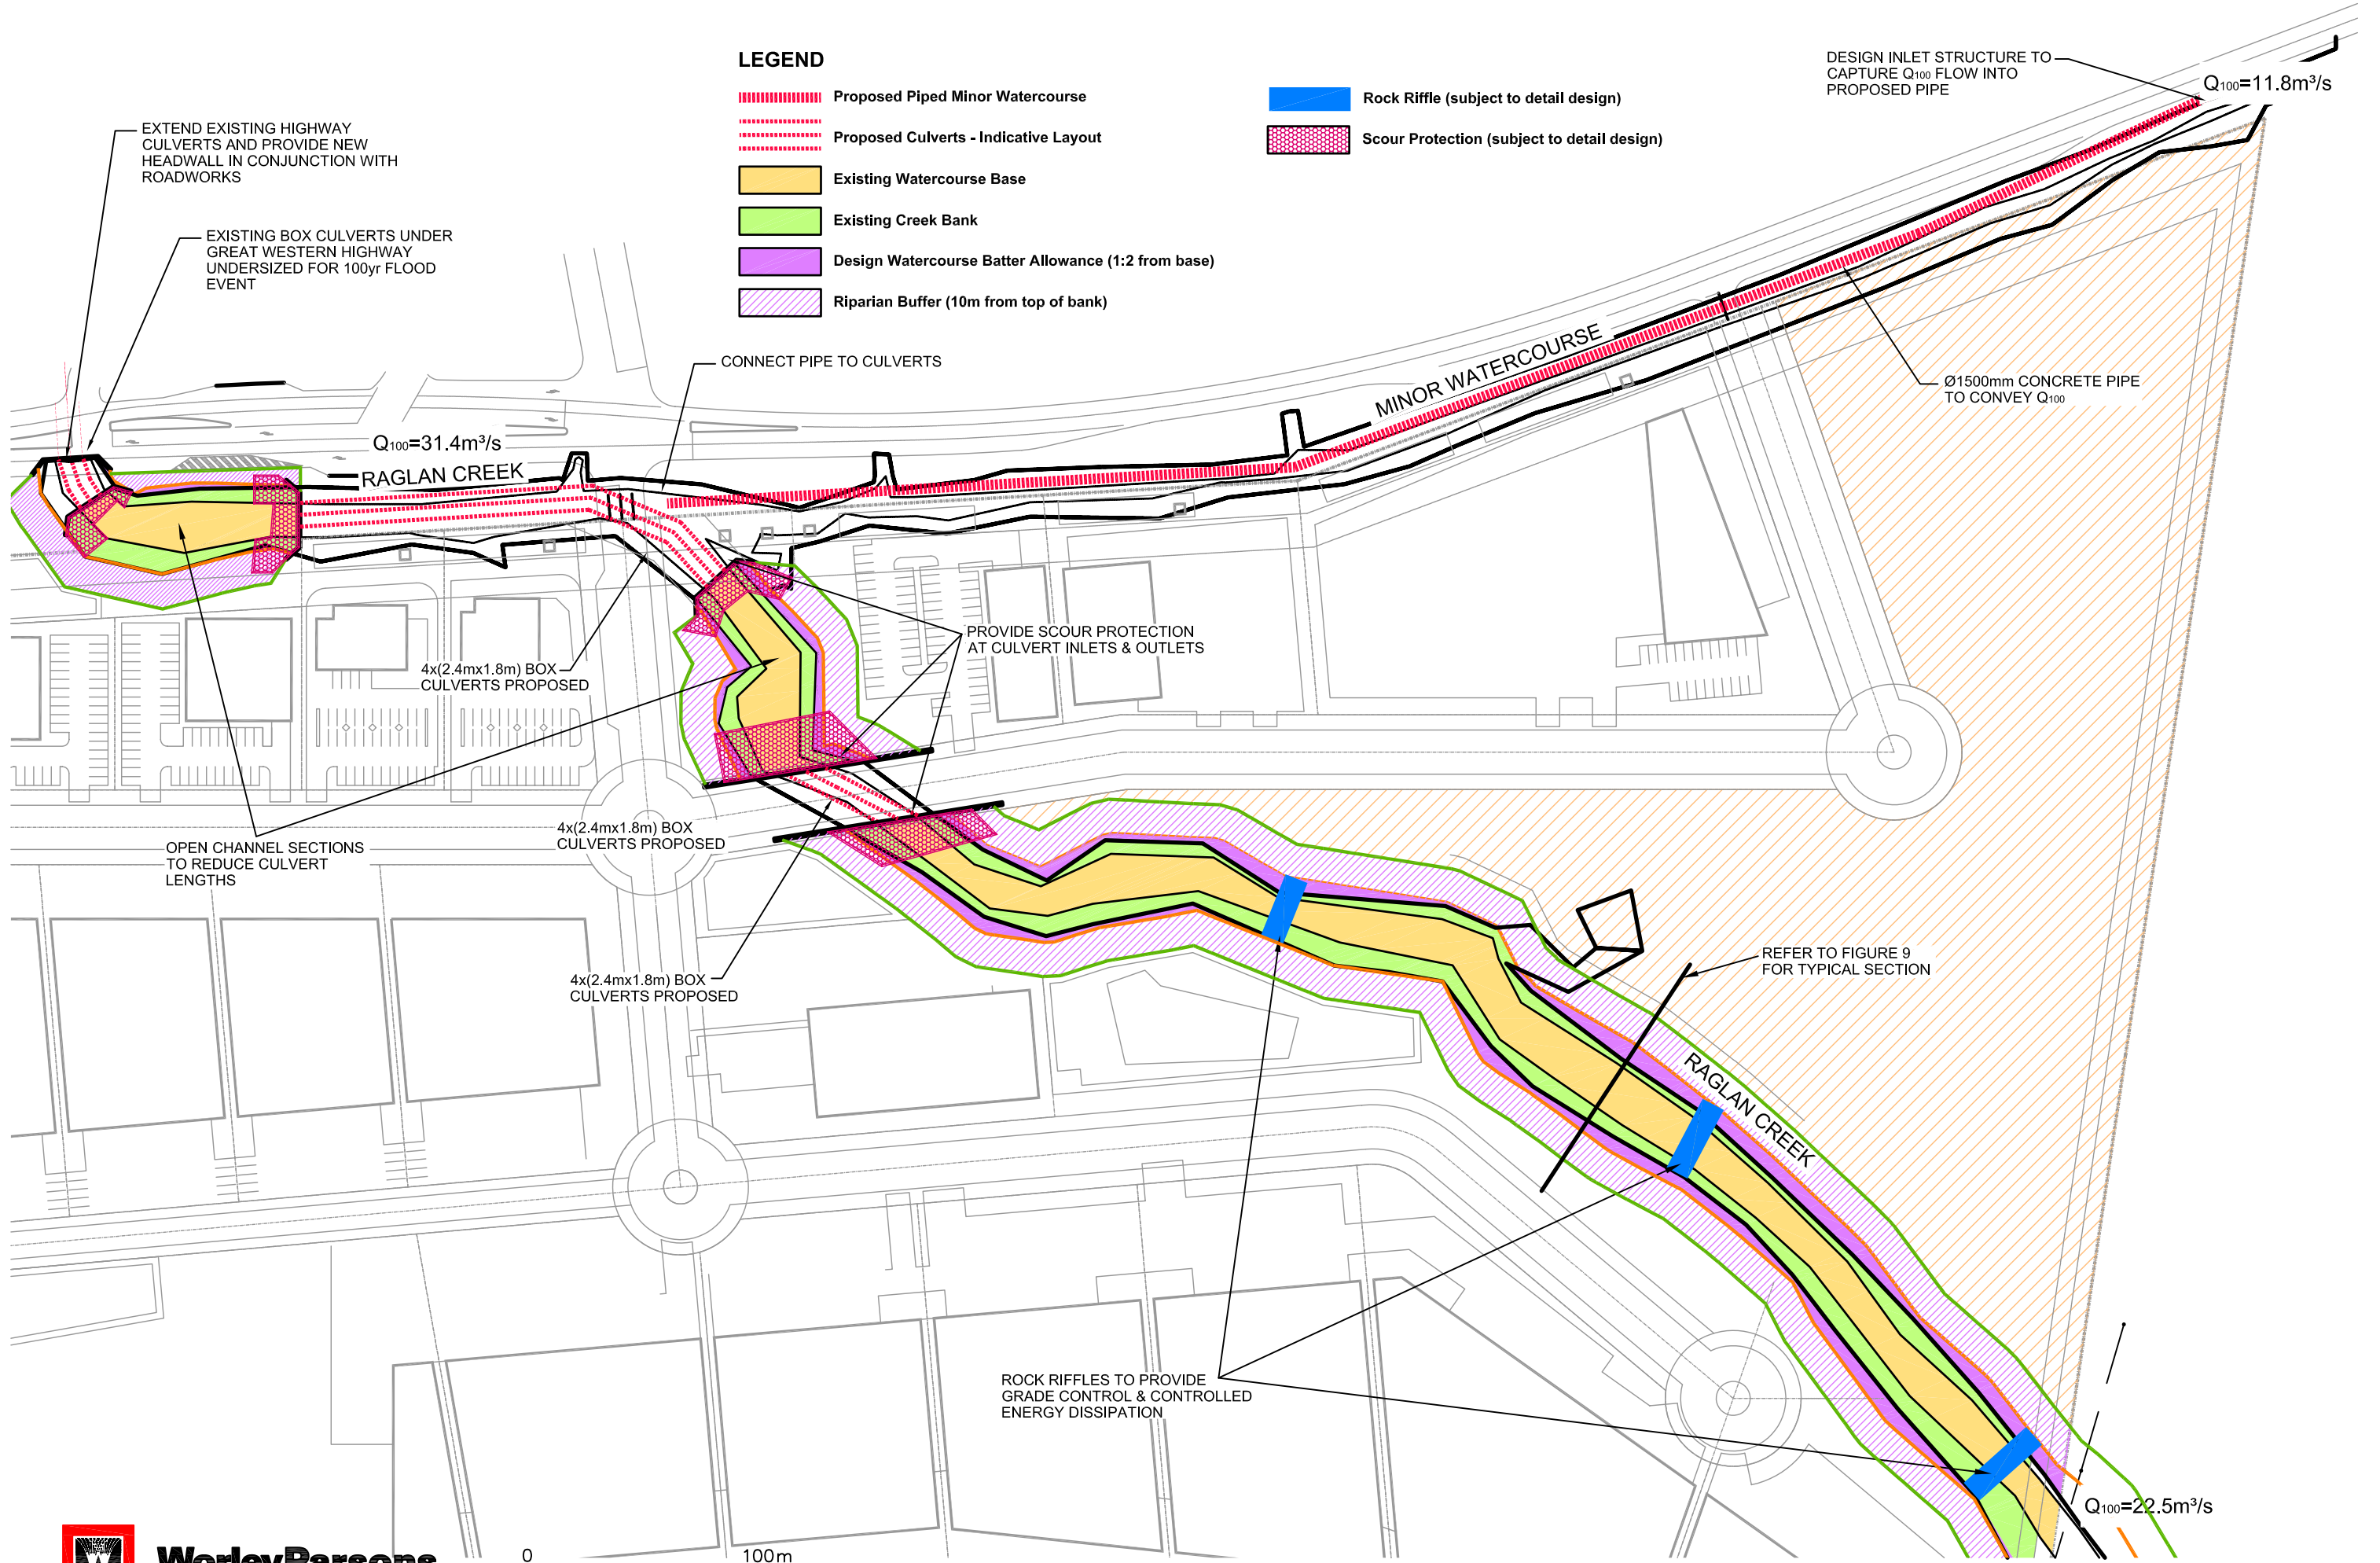 LEGEND
Proposed Piped Minor Watercourse
Proposed Culverts - Indicative Layout
Existing Watercourse Base
Existing Creek Bank
Design Watercourse Batter Allowance (1:2 from base)
Riparian Buffer (10m from top of bank)
Rock Riffle (subject to detail design)
Scour Protection (subject to detail design)
DESIGN INLET STRUCTURE TO
CAPTURE Q100 FLOW INTO
PROPOSED PIPE
Q100=11.8m³/s
EXTEND EXISTING HIGHWAY
CULVERTS AND PROVIDE NEW
HEADWALL IN CONJUNCTION WITH
ROADWORKS
EXISTING BOX CULVERTS UNDER
GREAT WESTERN HIGHWAY
UNDERSIZED FOR 100yr FLOOD
EVENT
CONNECT PIPE TO CULVERTS
MINOR WATERCOURSE
Ø1500mm CONCRETE PIPE
TO CONVEY Q100
Q100=31.4m³/s
RAGLAN CREEK
PROVIDE SCOUR PROTECTION
AT CULVERT INLETS & OUTLETS
4x(2.4mx1.8m) BOX
CULVERTS PROPOSED
4x(2.4mx1.8m) BOX
CULVERTS PROPOSED
OPEN CHANNEL SECTIONS
TO REDUCE CULVERT
LENGTHS
4x(2.4mx1.8m) BOX
CULVERTS PROPOSED
REFER TO FIGURE 9
FOR TYPICAL SECTION
RAGLAN CREEK
ROCK RIFFLES TO PROVIDE
GRADE CONTROL & CONTROLLED
ENERGY DISSIPATION
Q100=22.5m³/s
WorleyParsons
0 100m